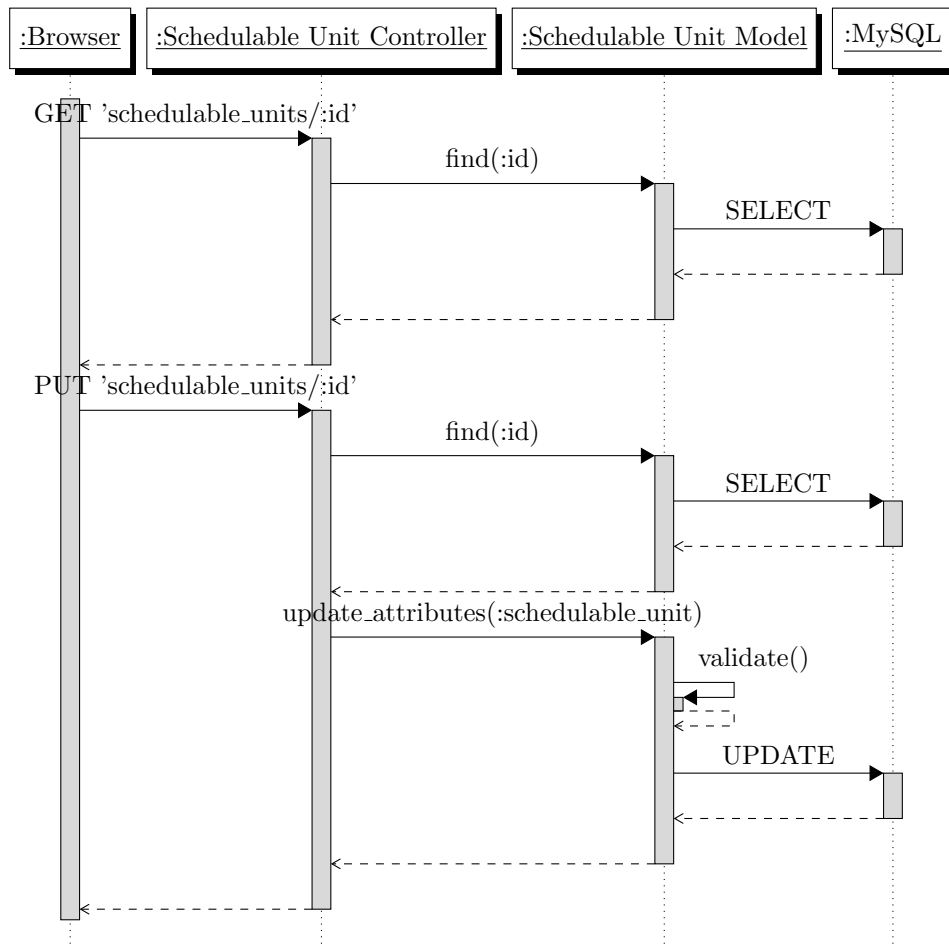 :Browser
:Schedulable Unit Controller
:Schedulable Unit Model
:MySQL
GET 'schedulable_units/:id'
find(:id)
SELECT
PUT 'schedulable_units/:id'
find(:id)
SELECT
update_attributes(:schedulable_unit)
validate()
UPDATE